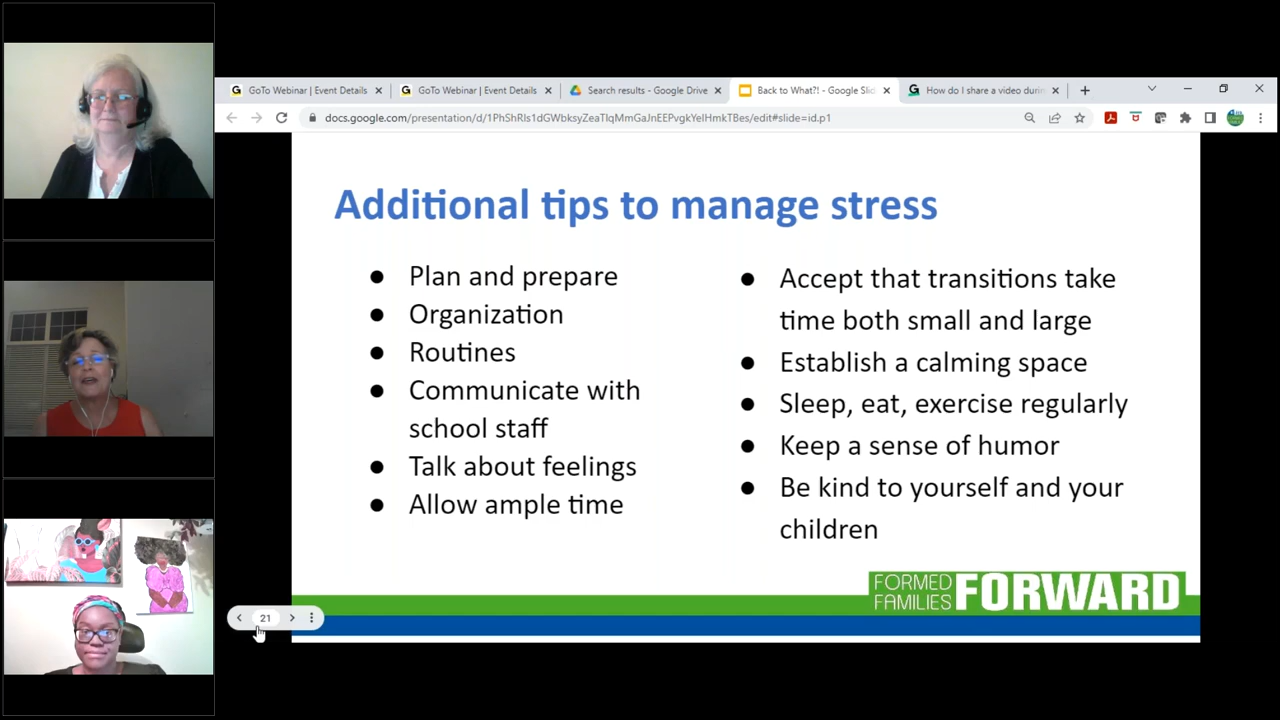 GoTo Webinar | Event Details
GoTo Webinar | Event Details
Search results - Google Drive
Back to What?! - Google Slid
How do I share a video durin
docs.google.com/presentation/d/1PhShRls1dGWbksyZeaTlqMmGaJnEEPvgkYelHmkTBes/edit#slide=id.p1
Additional tips to manage stress
● Plan and prepare
● Organization
● Routines
● Communicate with
school staff
● Talk about feelings
● Allow ample time
● Accept that transitions take
time both small and large
● Establish a calming space
● Sleep, eat, exercise regularly
● Keep a sense of humor
● Be kind to yourself and your
children
FORMED
FAMILIES
FORWARD
21